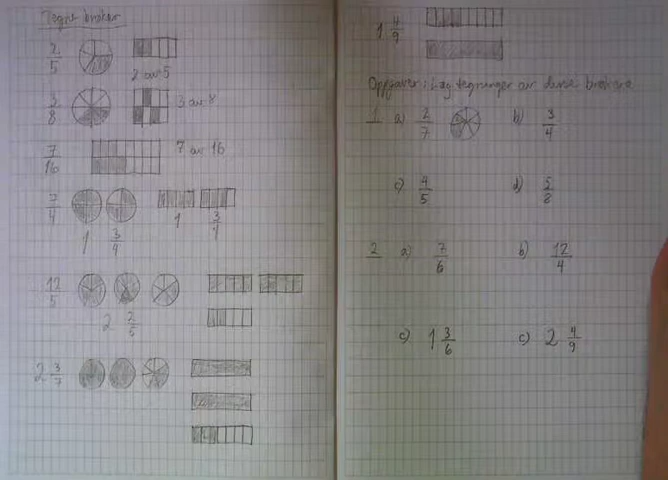 Tegne brøker
2/5
2 av 5
3/8 3 av 8
7/16 7 av 16
7/4
1 3/4 1 3/4
12/5
2 2/5
2 3/7
1 4/9
Oppgaver: Lag tegninger av disse brøkene
1 a) 2/7 b) 3/4
c) 4/5 d) 5/8
2 a) 7/6 b) 12/4
c) 1 3/6 c) 2 4/9